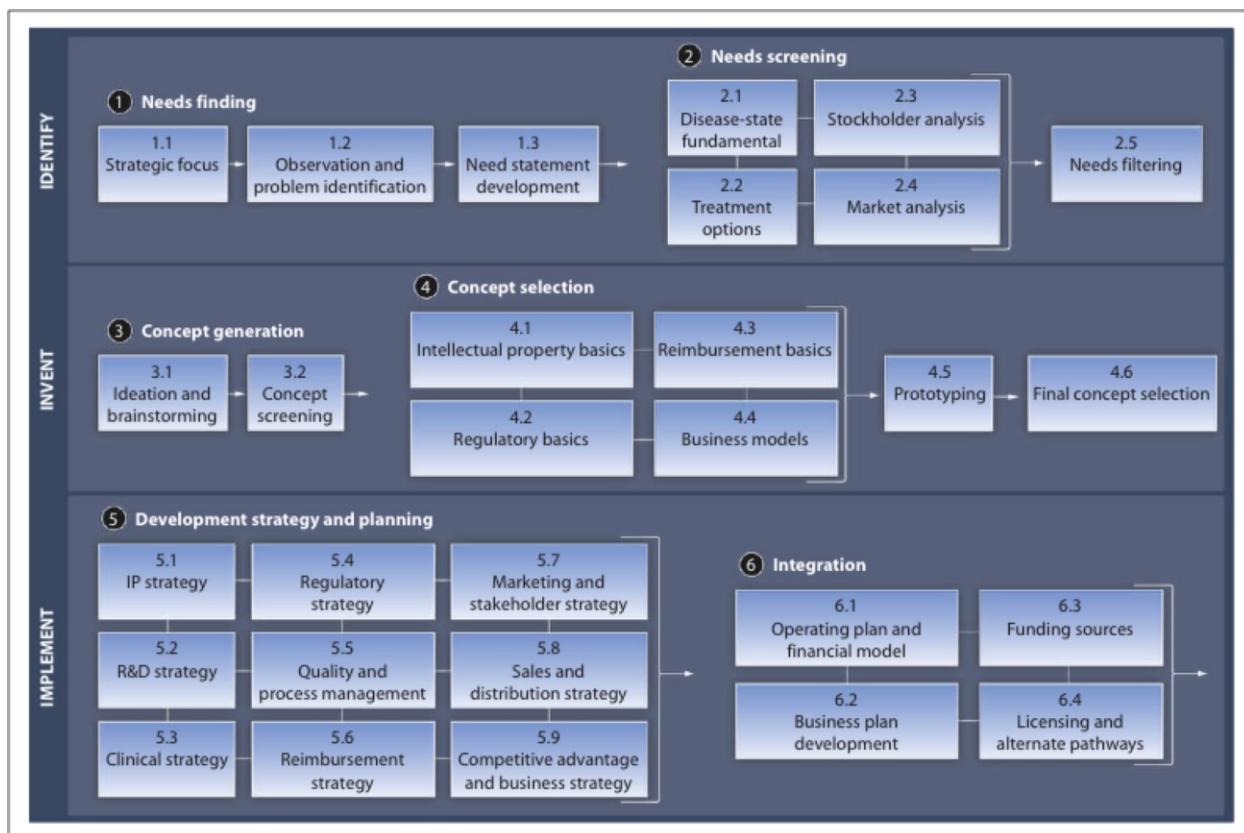 IDENTIFY
1 Needs finding
1.1
Strategic focus
1.2
Observation and
problem identification
1.3
Need statement
development
2 Needs screening
2.1
Disease-state
fundamental
2.2
Treatment
options
2.3
Stockholder analysis
2.4
Market analysis
2.5
Needs filtering
INVENT
3 Concept generation
3.1
Ideation and
brainstorming
3.2
Concept
screening
4 Concept selection
4.1
Intellectual property basics
4.2
Regulatory basics
4.3
Reimbursement basics
4.4
Business models
4.5
Prototyping
4.6
Final concept selection
IMPLEMENT
5 Development strategy and planning
5.1
IP strategy
5.2
R&D strategy
5.3
Clinical strategy
5.4
Regulatory
strategy
5.5
Quality and
process management
5.6
Reimbursement
strategy
5.7
Marketing and
stakeholder strategy
5.8
Sales and
distribution strategy
5.9
Competitive advantage
and business strategy
6 Integration
6.1
Operating plan and
financial model
6.2
Business plan
development
6.3
Funding sources
6.4
Licensing and
alternate pathways